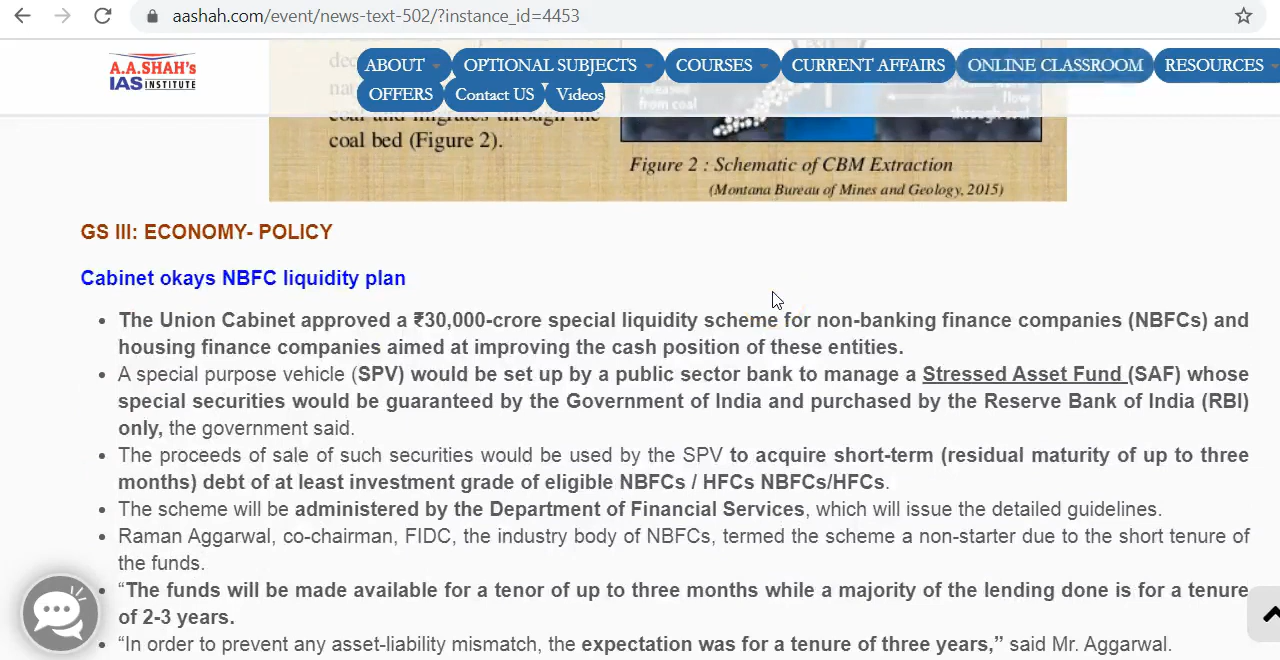 aashah.com/event/news-text-502/?instance_id=4453
A.A.SHAH's
IAS INSTITUTE
ABOUT
OPTIONAL SUBJECTS
COURSES
CURRENT AFFAIRS
ONLINE CLASSROOM
RESOURCES
OFFERS
Contact US
Videos
released
from coal
flow
through coal
coal and migrates through the
coal bed (Figure 2).
Figure 2 : Schematic of CBM Extraction
(Montana Bureau of Mines and Geology, 2015)
GS III: ECONOMY- POLICY
Cabinet okays NBFC liquidity plan
• The Union Cabinet approved a ₹30,000-crore special liquidity scheme for non-banking finance companies (NBFCs) and
housing finance companies aimed at improving the cash position of these entities.
• A special purpose vehicle (SPV) would be set up by a public sector bank to manage a Stressed Asset Fund (SAF) whose
special securities would be guaranteed by the Government of India and purchased by the Reserve Bank of India (RBI)
only, the government said.
• The proceeds of sale of such securities would be used by the SPV to acquire short-term (residual maturity of up to three
months) debt of at least investment grade of eligible NBFCs / HFCs NBFCs/HFCs.
• The scheme will be administered by the Department of Financial Services, which will issue the detailed guidelines.
• Raman Aggarwal, co-chairman, FIDC, the industry body of NBFCs, termed the scheme a non-starter due to the short tenure of
the funds.
• “The funds will be made available for a tenor of up to three months while a majority of the lending done is for a tenure
of 2-3 years.
• “In order to prevent any asset-liability mismatch, the expectation was for a tenure of three years,” said Mr. Aggarwal.